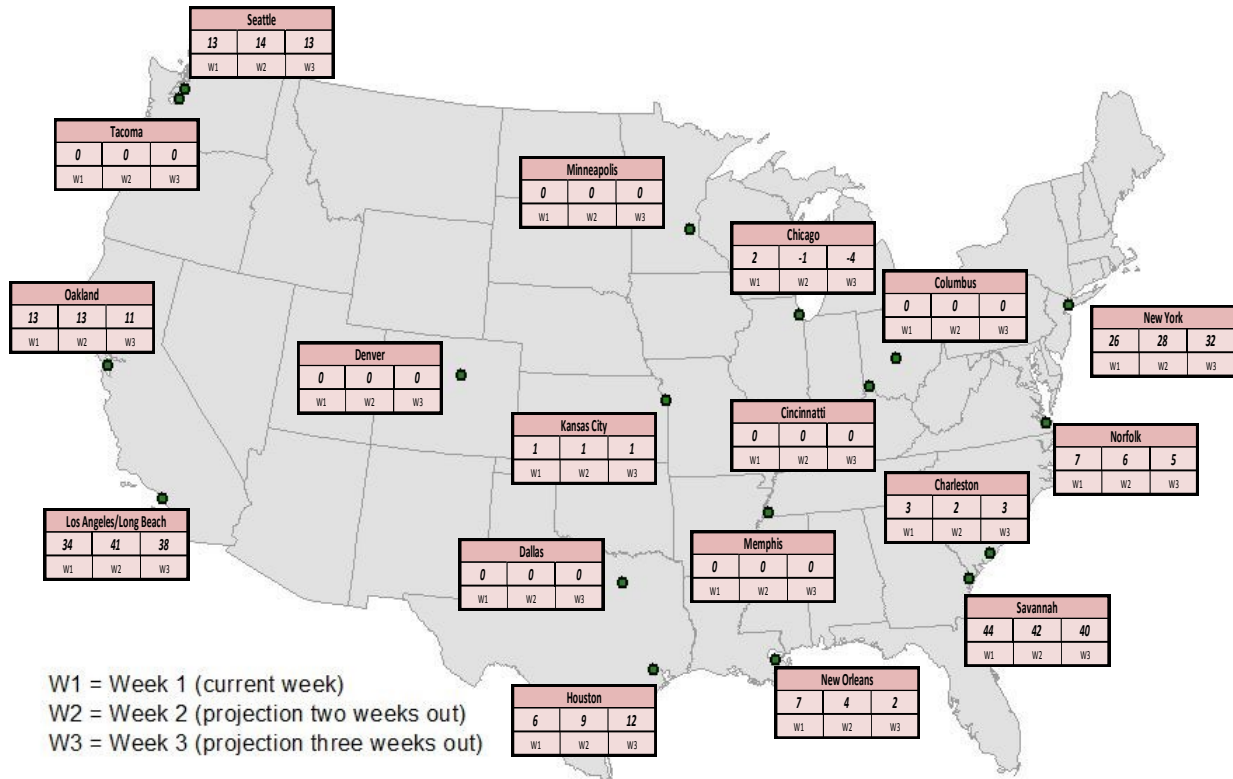 Seattle
13 14 13
W1 W2 W3
Tacoma
0 0 0
W1 W2 W3
Minneapolis
0 0 0
W1 W2 W3
Chicago
2 -1 -4
W1 W2 W3
Columbus
0 0 0
W1 W2 W3
Oakland
13 13 11
W1 W2 W3
New York
26 28 32
W1 W2 W3
Denver
0 0 0
W1 W2 W3
Kansas City
1 1 1
W1 W2 W3
Cincinnatti
0 0 0
W1 W2 W3
Norfolk
7 6 5
W1 W2 W3
Charleston
3 2 3
W1 W2 W3
Los Angeles/Long Beach
34 41 38
W1 W2 W3
Dallas
0 0 0
W1 W2 W3
Memphis
0 0 0
W1 W2 W3
Savannah
44 42 40
W1 W2 W3
New Orleans
7 4 2
W1 W2 W3
Houston
6 9 12
W1 W2 W3
W1 = Week 1 (current week)
W2 = Week 2 (projection two weeks out)
W3 = Week 3 (projection three weeks out)